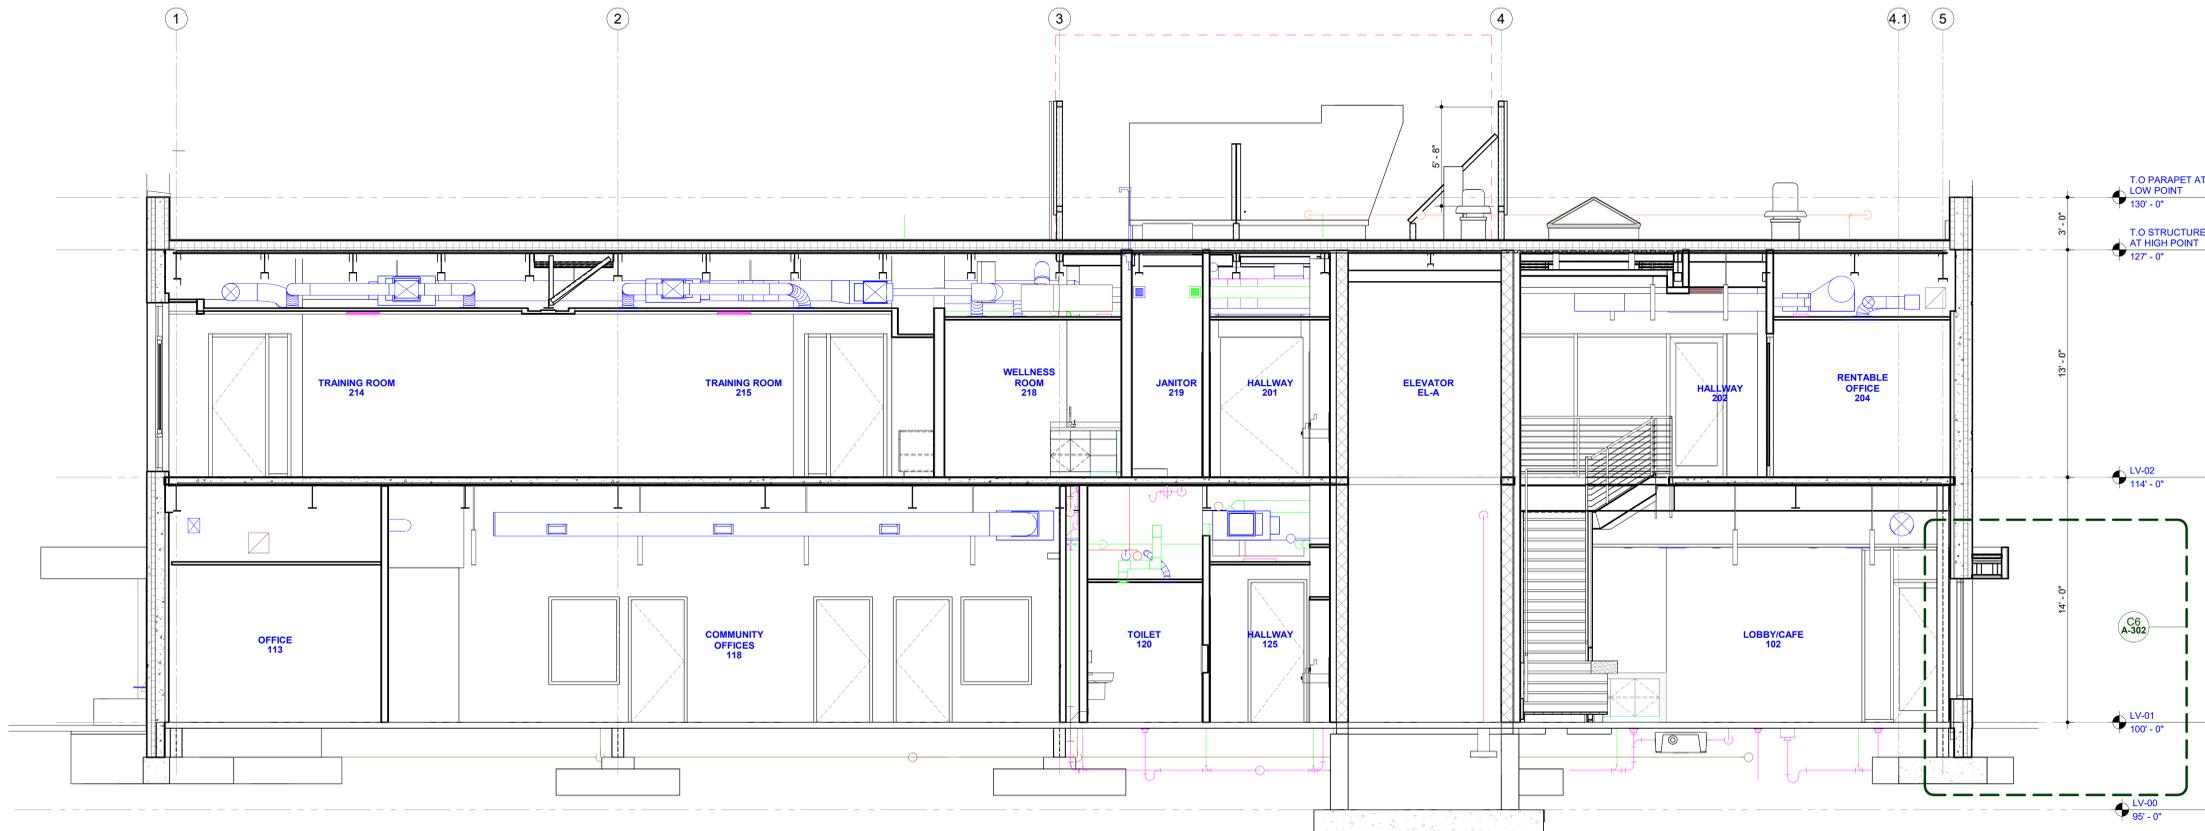 1
2
3
4
4.1
5
5' - 8"
T.O PARAPET AT
LOW POINT
130' - 0"
3' - 0"
T.O STRUCTURE
AT HIGH POINT
127' - 0"
13' - 0"
TRAINING ROOM
214
TRAINING ROOM
215
WELLNESS
ROOM
218
JANITOR
219
HALLWAY
201
ELEVATOR
EL-A
HALLWAY
202
RENTABLE
OFFICE
204
LV-02
114' - 0"
14' - 0"
OFFICE
113
COMMUNITY
OFFICES
118
TOILET
120
HALLWAY
125
LOBBY/CAFE
102
C6
A-302
LV-01
100' - 0"
LV-00
95' - 0"